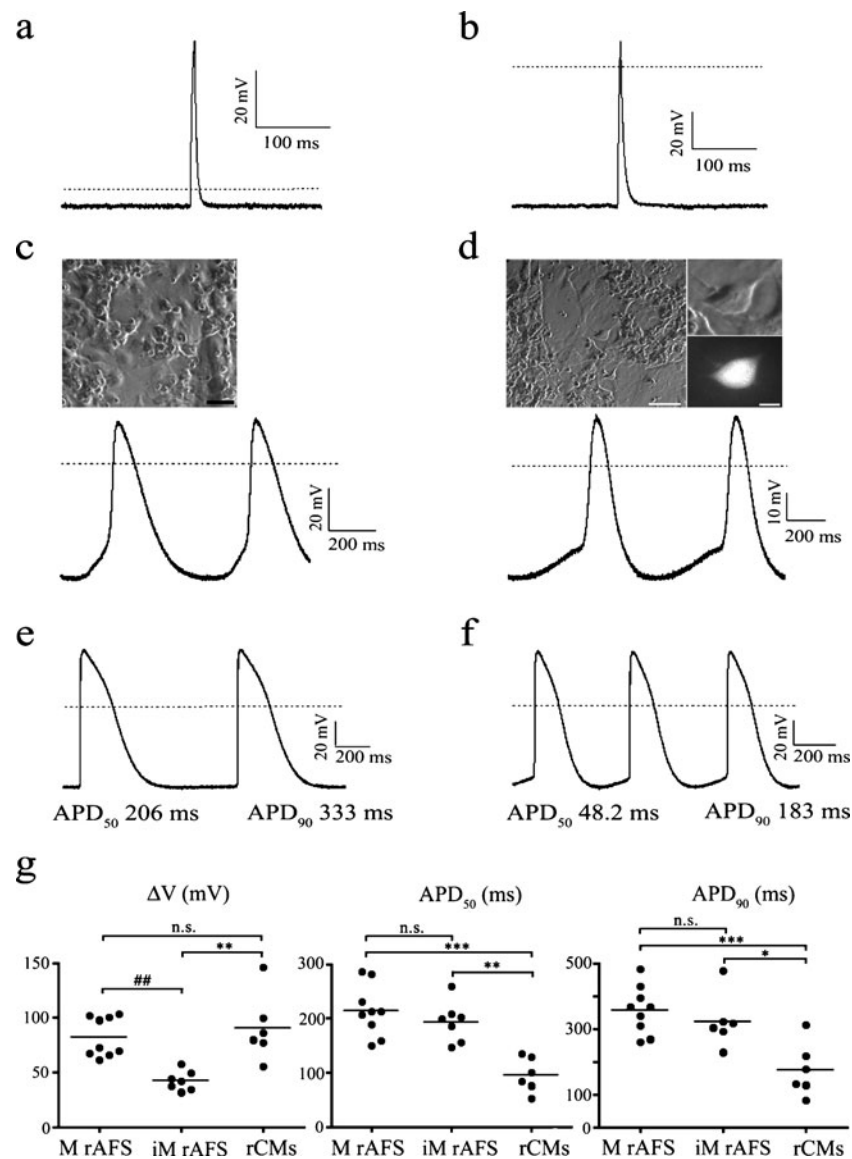 a
20 mV
100 ms
b
20 mV
100 ms
c
20 mV
200 ms
d
10 mV
200 ms
e
20 mV
200 ms
APD50 206 ms
APD90 333 ms
f
20 mV
200 ms
APD50 48.2 ms
APD90 183 ms
g
ΔV (mV)
n.s.
**
##
150
100
50
0
M rAFS
iM rAFS
rCMs
APD50 (ms)
n.s.
***
**
300
200
100
0
M rAFS
iM rAFS
rCMs
APD90 (ms)
n.s.
***
*
500
300
100
0
M rAFS
iM rAFS
rCMs